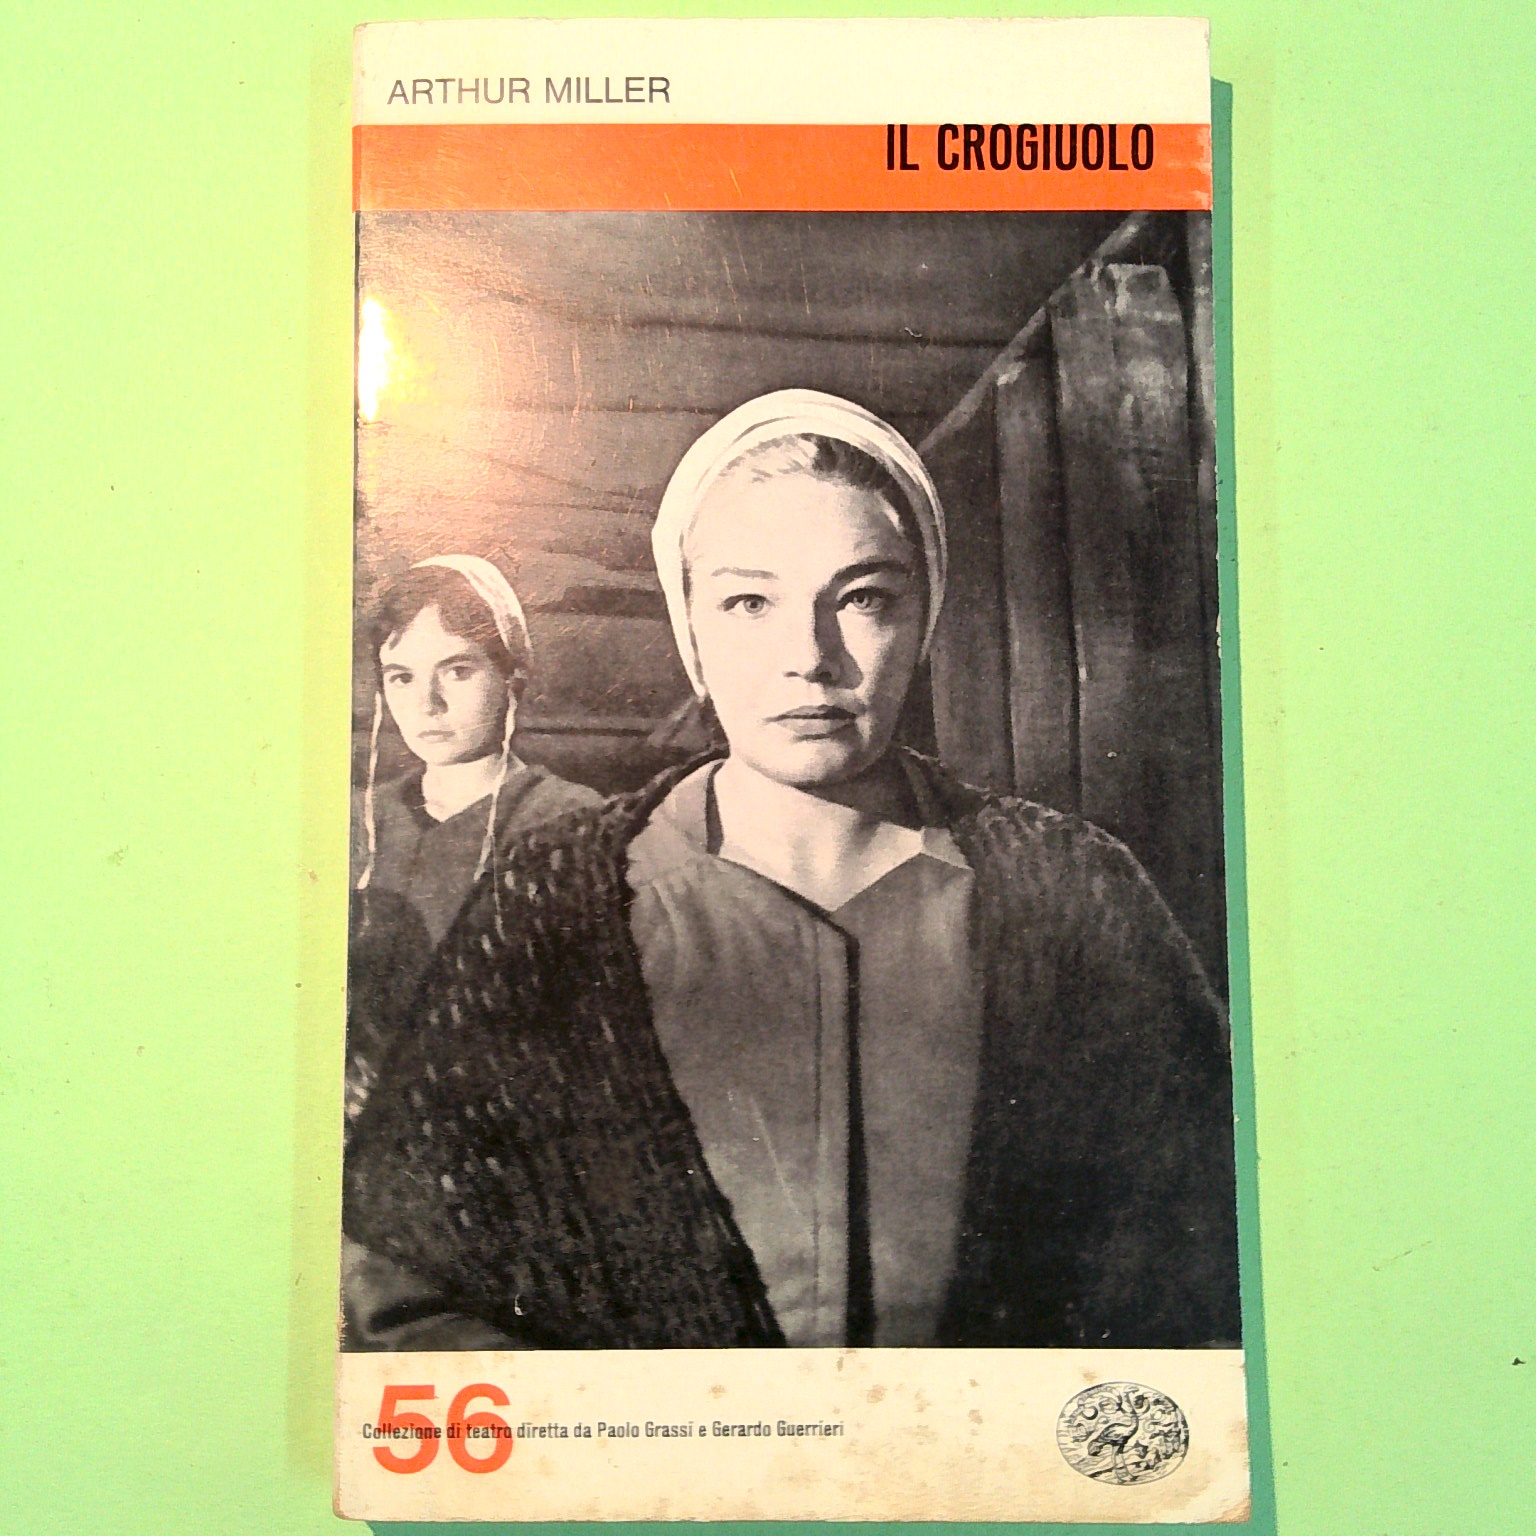 ARTHUR MILLER
IL CROGIUOLO
56
Collezione di teatro diretta da Paolo Grassi e Gerardo Guerrieri